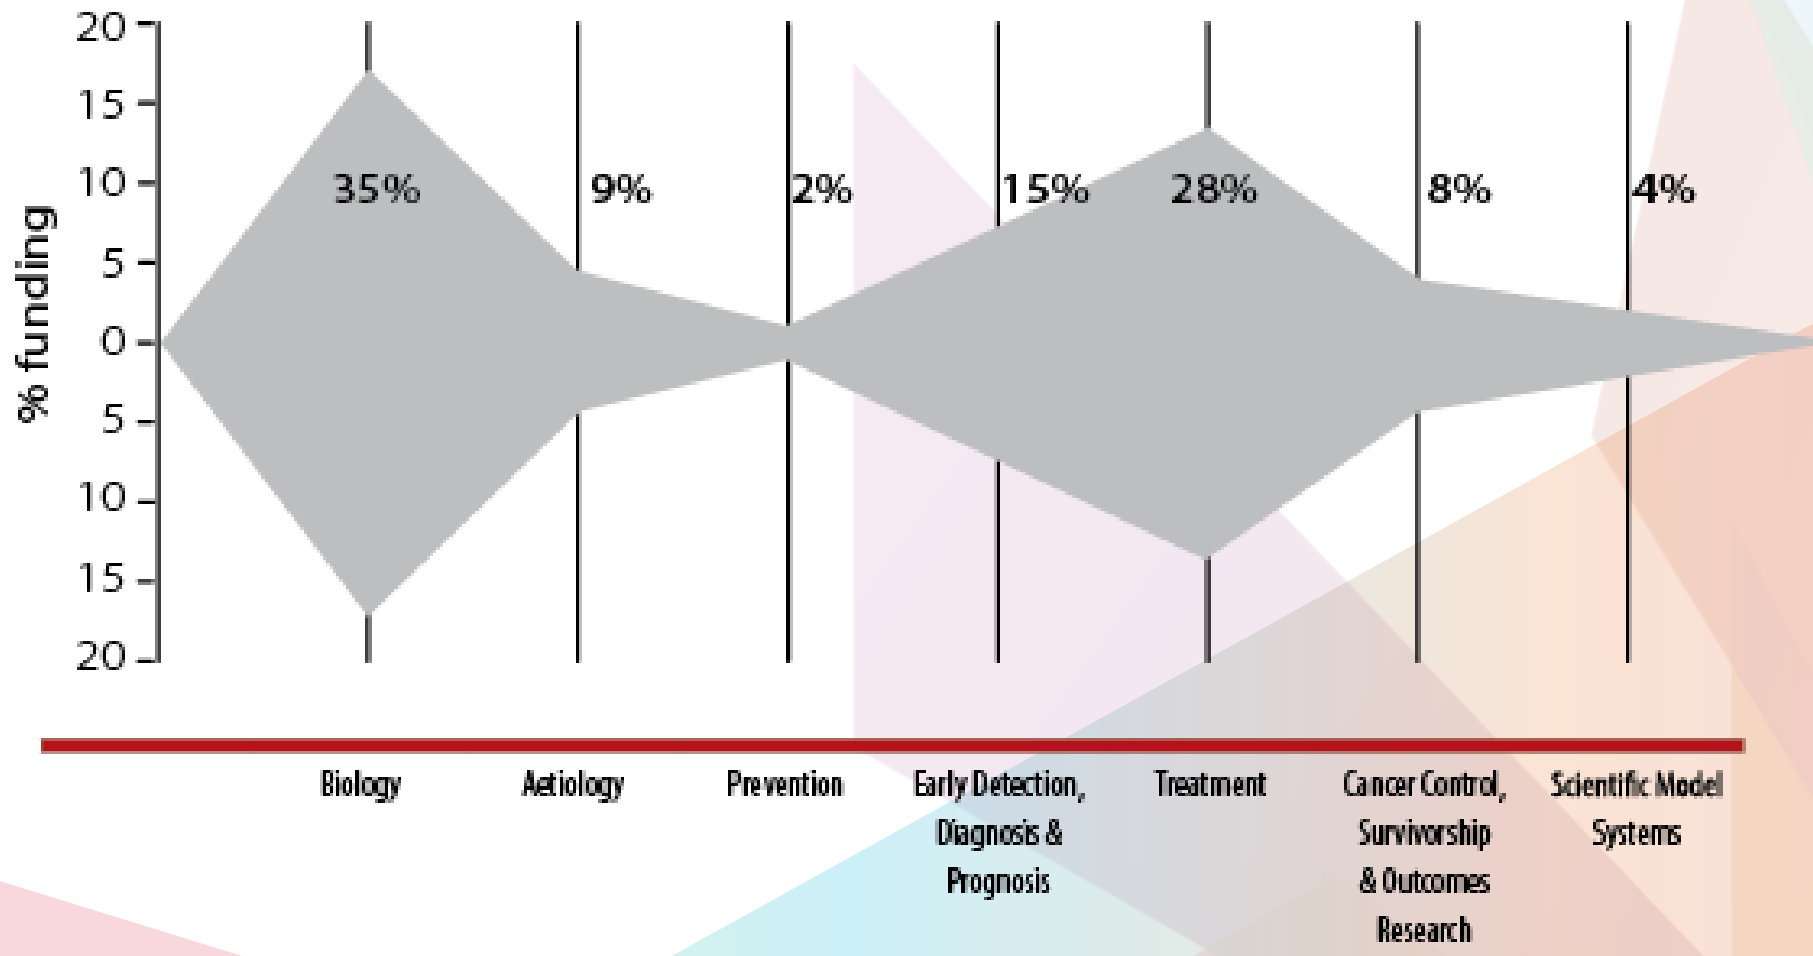 20
15
10
5
0
5
10
15
20
% funding
35%
9%
2%
15%
28%
8%
4%
Biology
Aetiology
Prevention
Early Detection,
Diagnosis &
Prognosis
Treatment
Cancer Control,
Survivorship
& Outcomes
Research
Scientific Model
Systems